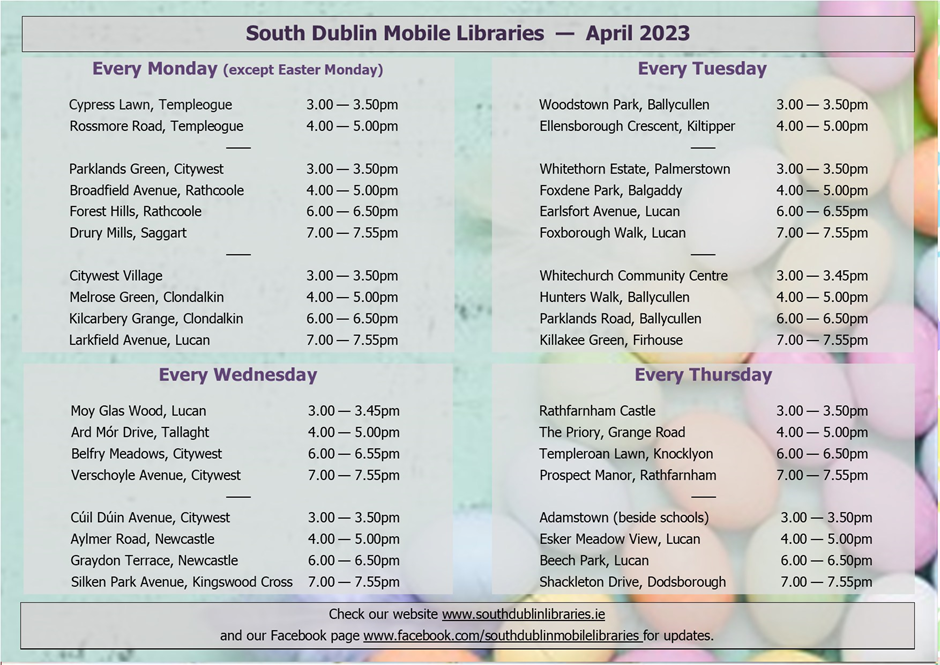 South Dublin Mobile Libraries — April 2023
Every Monday (except Easter Monday)
Cypress Lawn, Templeogue 3.00 — 3.50pm
Rossmore Road, Templeogue 4.00 — 5.00pm
Parklands Green, Citywest 3.00 — 3.50pm
Broadfield Avenue, Rathcoole 4.00 — 5.00pm
Forest Hills, Rathcoole 6.00 — 6.50pm
Drury Mills, Saggart 7.00 — 7.55pm
Citywest Village 3.00 — 3.50pm
Melrose Green, Clondalkin 4.00 — 5.00pm
Kilcarbery Grange, Clondalkin 6.00 — 6.50pm
Larkfield Avenue, Lucan 7.00 — 7.55pm
Every Tuesday
Woodstown Park, Ballycullen 3.00 — 3.50pm
Ellensborough Crescent, Kiltipper 4.00 — 5.00pm
Whitethorn Estate, Palmerstown 3.00 — 3.50pm
Foxdene Park, Balgaddy 4.00 — 5.00pm
Earlsfort Avenue, Lucan 6.00 — 6.55pm
Foxborough Walk, Lucan 7.00 — 7.55pm
Whitechurch Community Centre 3.00 — 3.45pm
Hunters Walk, Ballycullen 4.00 — 5.00pm
Parklands Road, Ballycullen 6.00 — 6.50pm
Killakee Green, Firhouse 7.00 — 7.55pm
Every Wednesday
Moy Glas Wood, Lucan 3.00 — 3.45pm
Ard Mór Drive, Tallaght 4.00 — 5.00pm
Belfry Meadows, Citywest 6.00 — 6.55pm
Verschoyle Avenue, Citywest 7.00 — 7.55pm
Cúil Dúin Avenue, Citywest 3.00 — 3.50pm
Aylmer Road, Newcastle 4.00 — 5.00pm
Graydon Terrace, Newcastle 6.00 — 6.50pm
Silken Park Avenue, Kingswood Cross 7.00 — 7.55pm
Every Thursday
Rathfarnham Castle 3.00 — 3.50pm
The Priory, Grange Road 4.00 — 5.00pm
Templeroan Lawn, Knocklyon 6.00 — 6.50pm
Prospect Manor, Rathfarnham 7.00 — 7.55pm
Adamstown (beside schools) 3.00 — 3.50pm
Esker Meadow View, Lucan 4.00 — 5.00pm
Beech Park, Lucan 6.00 — 6.50pm
Shackleton Drive, Dodsborough 7.00 — 7.55pm
Check our website www.southdublinlibraries.ie
and our Facebook page www.facebook.com/southdublinmobilelibraries for updates.